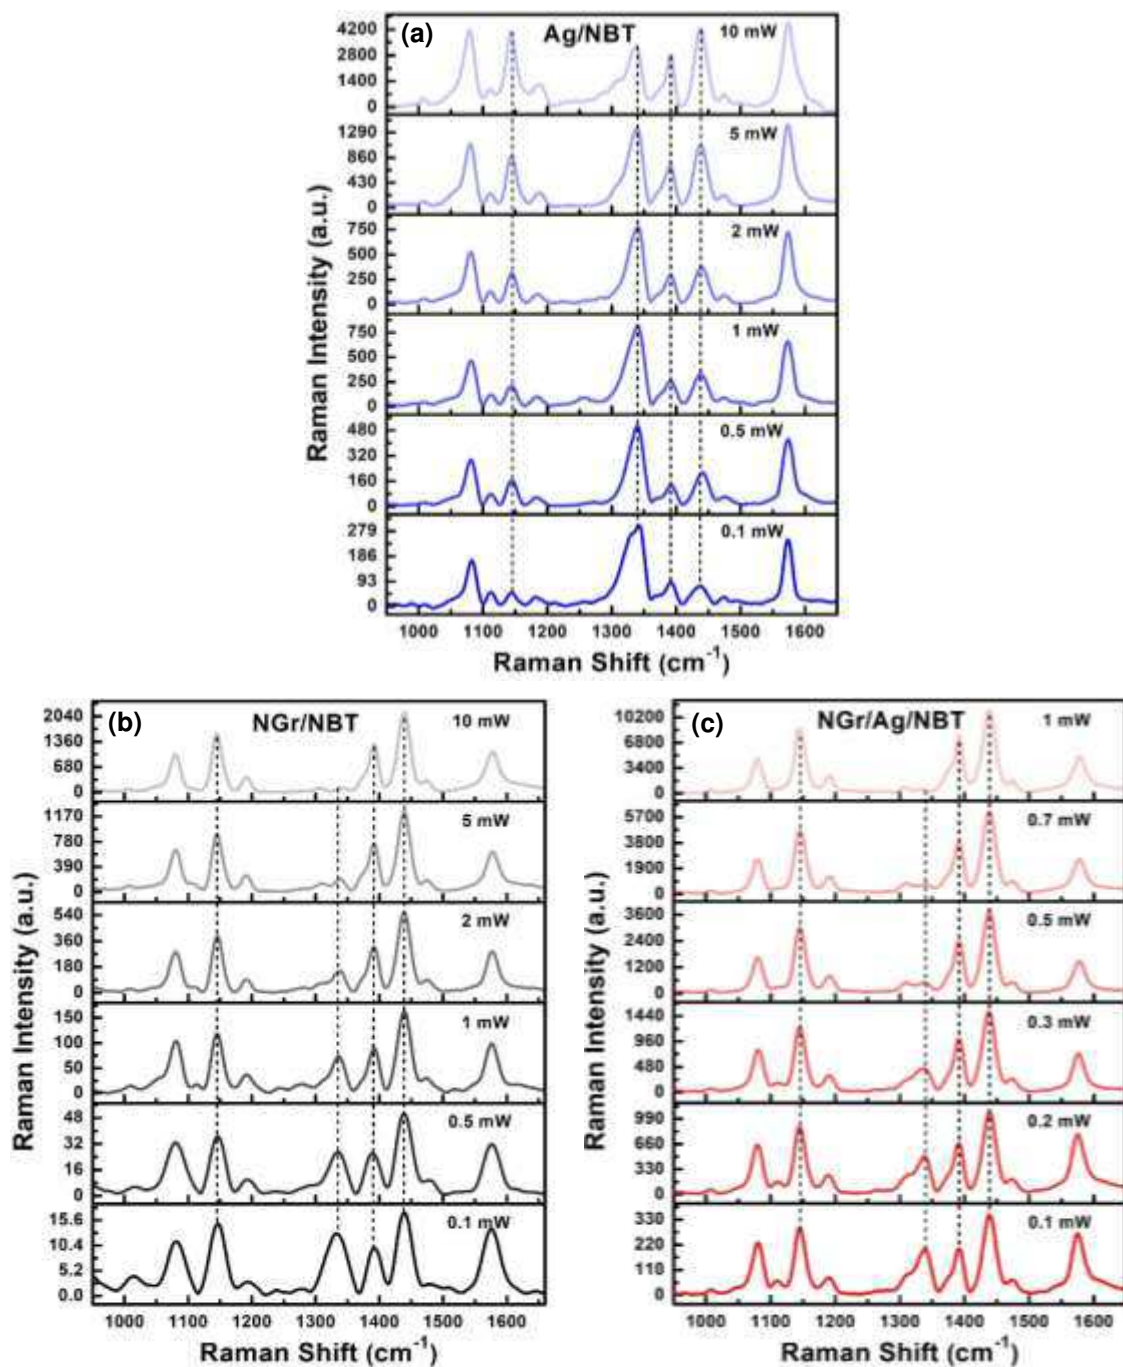 (a) Ag/NBT
10 mW
4200
2800
1400
0
5 mW
1290
860
430
0
2 mW
750
500
250
0
1 mW
750
500
250
0
0.5 mW
480
320
160
0
0.1 mW
279
186
93
0
Raman Intensity (a.u.)
1000 1100 1200 1300 1400 1500 1600
Raman Shift (cm⁻¹)
(b) NGr/NBT
10 mW
2040
1360
680
0
5 mW
1170
780
390
0
2 mW
540
360
180
0
1 mW
150
100
50
0
0.5 mW
48
32
16
0
0.1 mW
15.6
10.4
5.2
0.0
Raman Intensity (a.u.)
1000 1100 1200 1300 1400 1500 1600
Raman Shift (cm⁻¹)
(c) NGr/Ag/NBT
1 mW
10200
6800
3400
0
0.7 mW
5700
3800
1900
0
0.5 mW
3600
2400
1200
0
0.3 mW
1440
960
480
0
0.2 mW
990
660
330
0
0.1 mW
330
220
110
0
Raman Intensity (a.u.)
1000 1100 1200 1300 1400 1500 1600
Raman Shift (cm⁻¹)